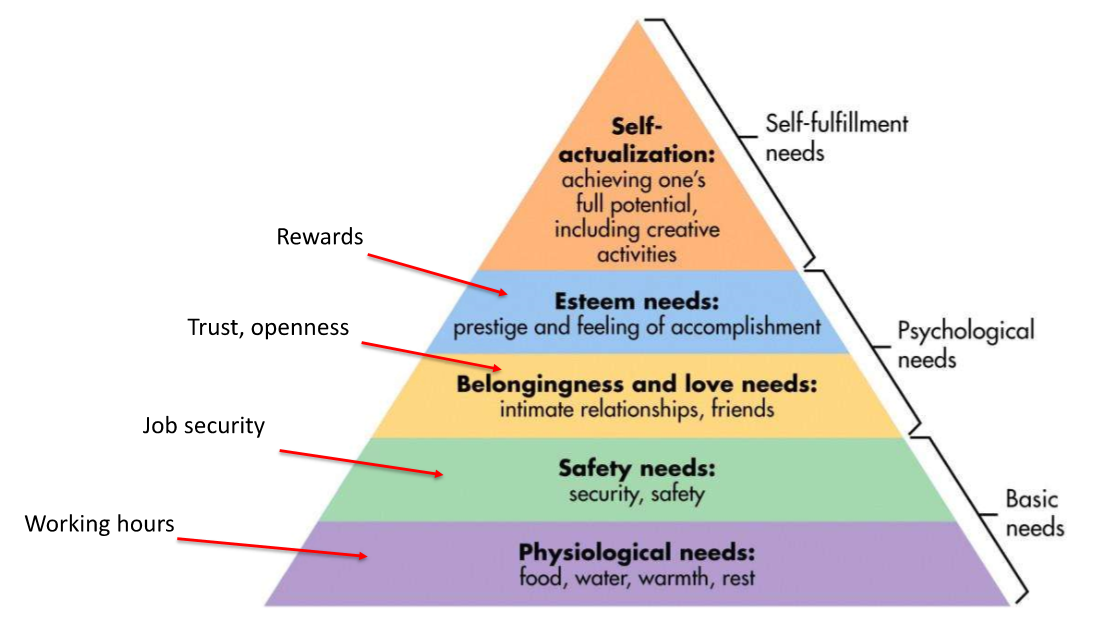 Self-
actualization:
achieving one's
full potential,
including creative
activities
Self-fulfillment
needs
Rewards
Esteem needs:
prestige and feeling of accomplishment
Trust, openness
Psychological
needs
Belongingness and love needs:
intimate relationships, friends
Job security
Safety needs:
security, safety
Basic
needs
Working hours
Physiological needs:
food, water, warmth, rest